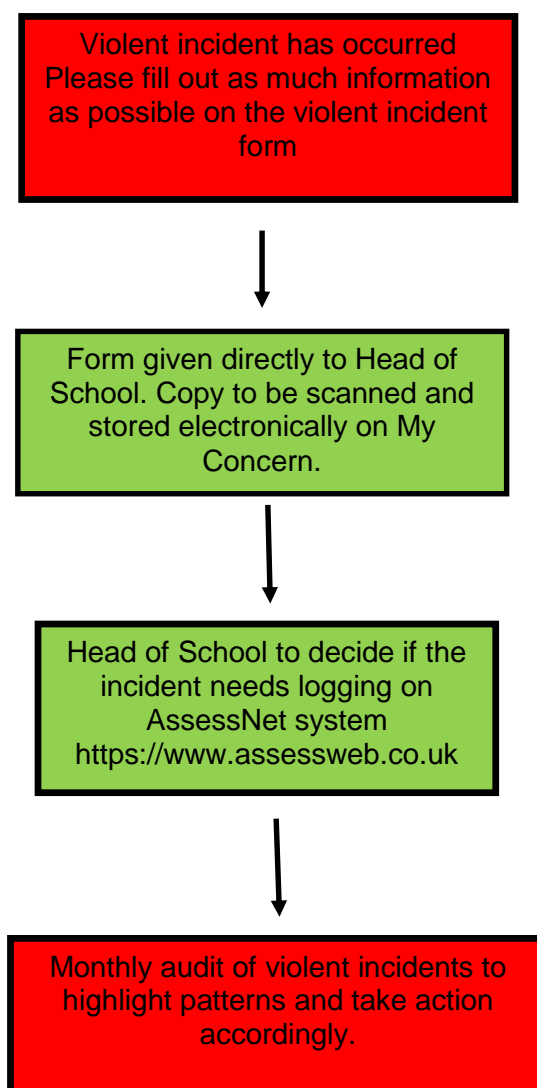 Violent incident has occurred
Please fill out as much information
as possible on the violent incident
form
Form given directly to Head of
School. Copy to be scanned and
stored electronically on My
Concern.
Head of School to decide if the
incident needs logging on
AssessNet system
https://www.assessweb.co.uk
Monthly audit of violent incidents to
highlight patterns and take action
accordingly.